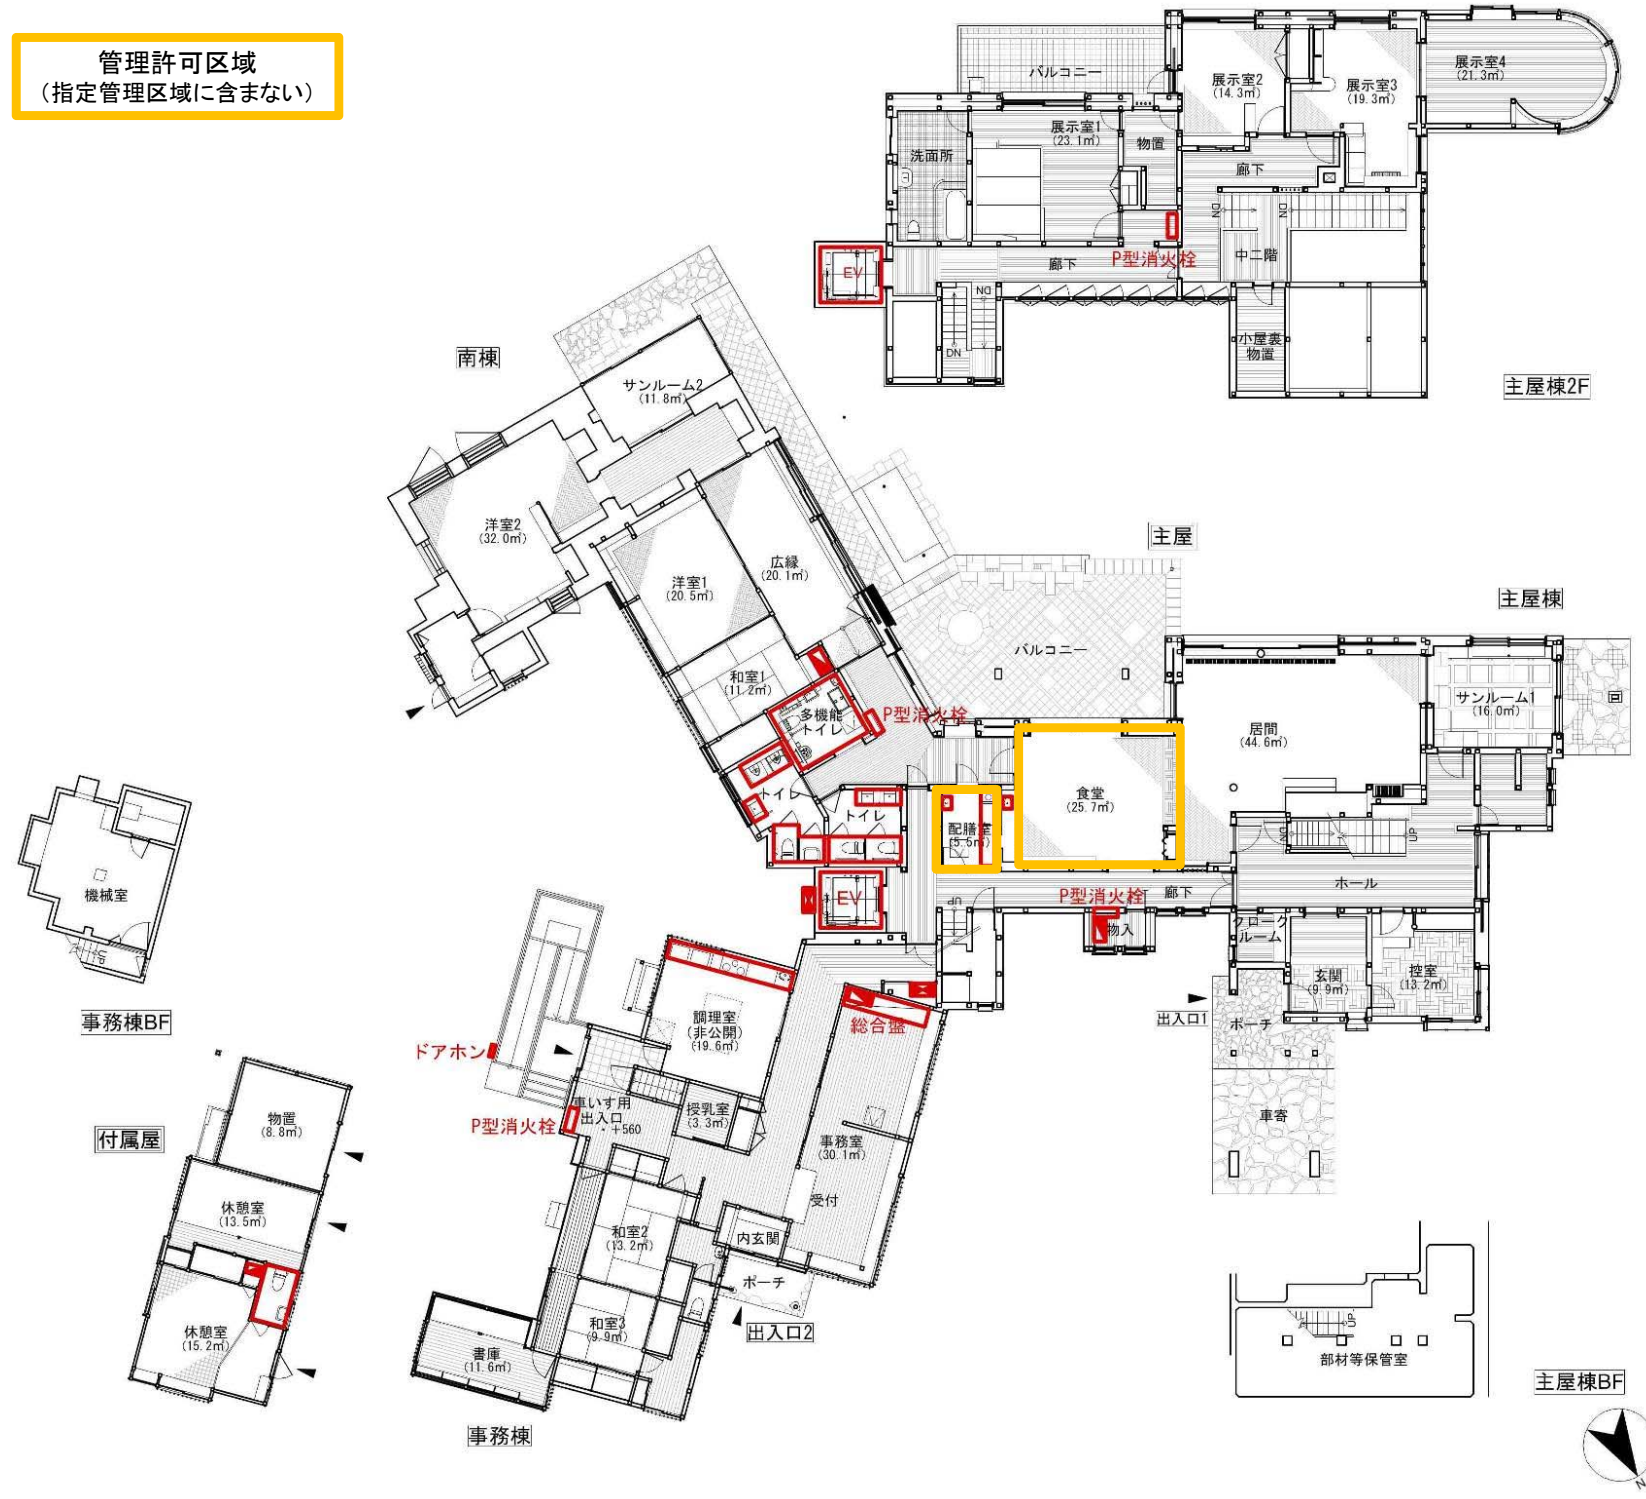 管理許可区域
（指定管理区域に含まない）
バルコニー
展示室2
(14.3㎡)
展示室3
(19.3㎡)
展示室4
(21.3㎡)
展示室1
(23.1㎡)
物置
洗面所
廊下
DN
DN
中二階
P型消火栓
廊下
EV
DN
DN
小屋裏
物置
主屋棟2F
南棟
サンルーム2
(11.8㎡)
洋室2
(32.0㎡)
広縁
(20.1㎡)
洋室1
(20.5㎡)
和室1
(11.2㎡)
多機能
トイレ
P型消火栓
トイレ
トイレ
EV
主屋
バルコニー
主屋棟
サンルーム1
(16.0㎡)
居間
(44.6㎡)
食堂
(25.7㎡)
配膳室
(5.5㎡)
UP
DN
UP
ホール
P型消火栓
廊下
物入
クローク
ルーム
玄関
(9.9㎡)
控室
(13.2㎡)
出入口1
ポーチ
車寄
機械室
UP
事務棟BF
調理室
(非公開)
(19.6㎡)
総合盤
ドアホン
車いす用
出入口
+560
P型消火栓
授乳室
(3.3㎡)
事務室
(30.1㎡)
受付
和室2
(13.2㎡)
内玄関
ポーチ
出入口2
和室3
(9.9㎡)
書庫
(11.6㎡)
事務棟
付属屋
物置
(8.8㎡)
休憩室
(13.5㎡)
休憩室
(15.2㎡)
UP
部材等保管室
主屋棟BF
N